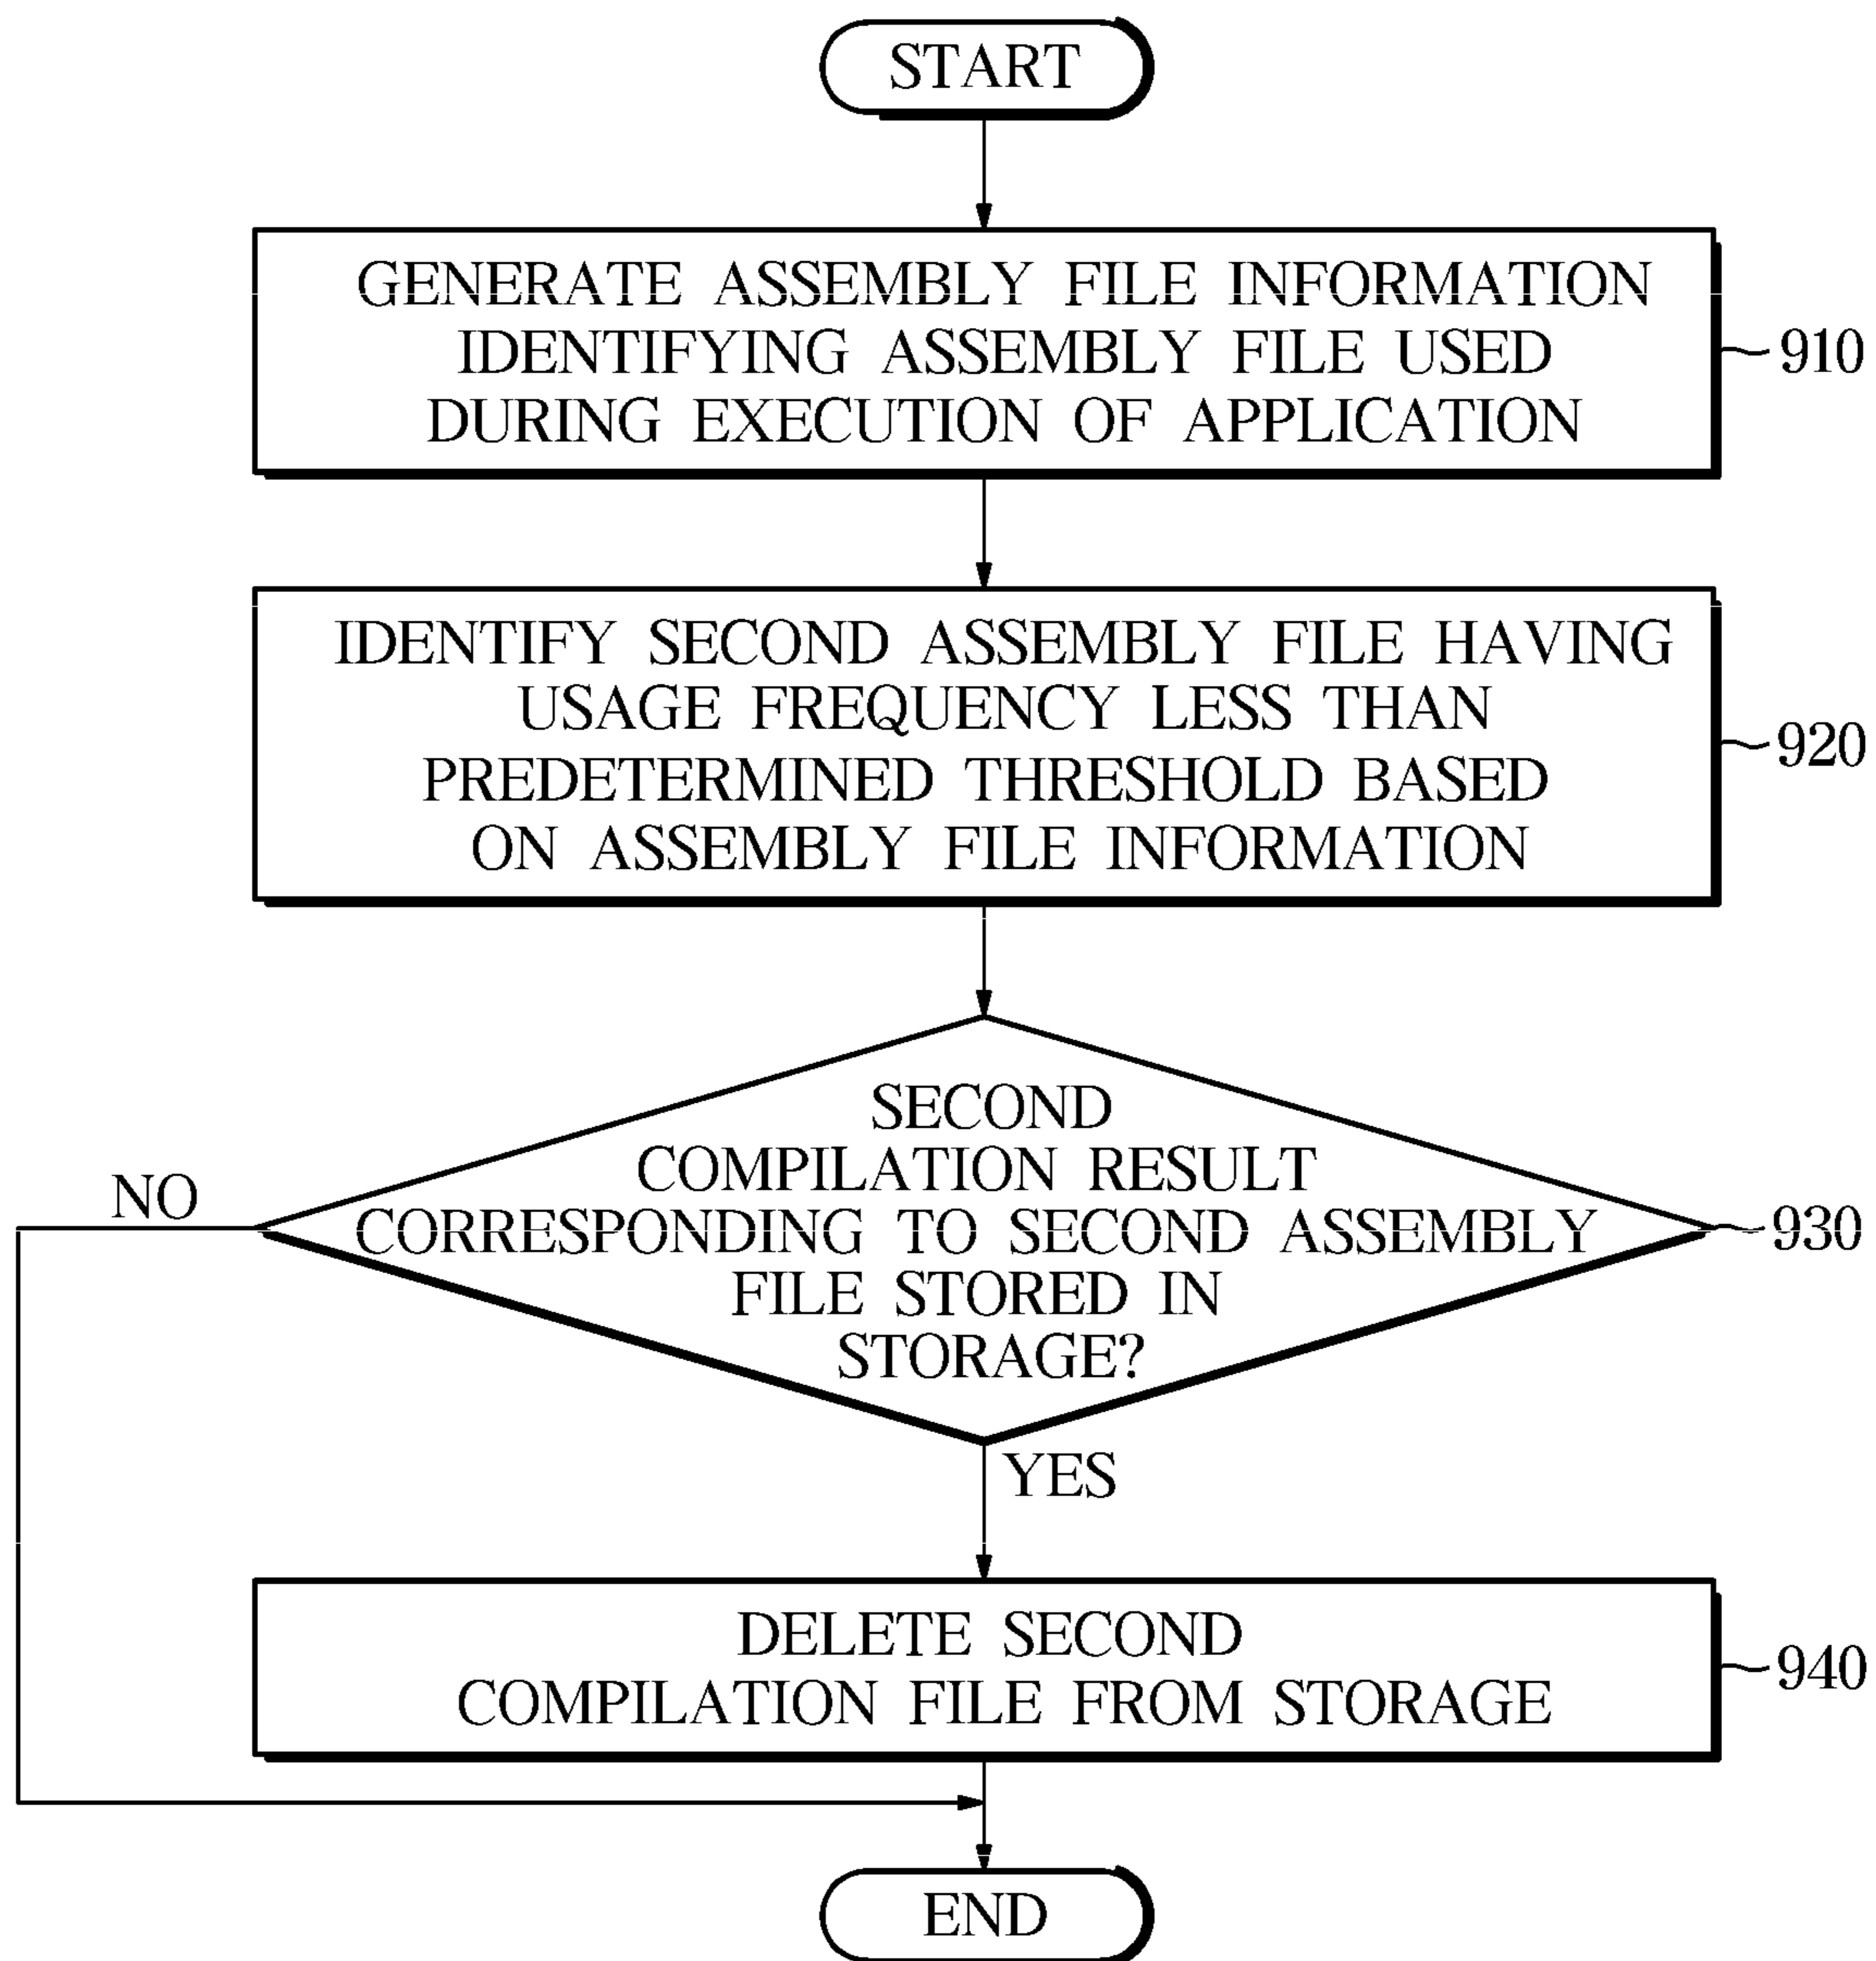 START
GENERATE ASSEMBLY FILE INFORMATION
IDENTIFYING ASSEMBLY FILE USED
DURING EXECUTION OF APPLICATION
910
IDENTIFY SECOND ASSEMBLY FILE HAVING
USAGE FREQUENCY LESS THAN
PREDETERMINED THRESHOLD BASED
ON ASSEMBLY FILE INFORMATION
920
SECOND
COMPILATION RESULT
CORRESPONDING TO SECOND ASSEMBLY
FILE STORED IN
STORAGE?
930
NO
YES
DELETE SECOND
COMPILATION FILE FROM STORAGE
940
END